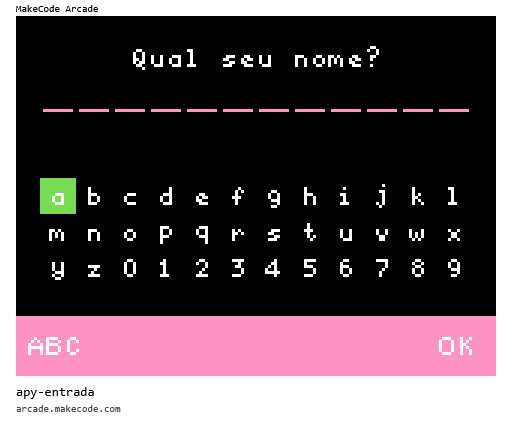 MakeCode Arcade
Qual seu nome?
a b c d e f g h i j k l
m n o p q r s t u v w x
y z 0 1 2 3 4 5 6 7 8 9
ABC OK
apy-entrada
arcade.makecode.com